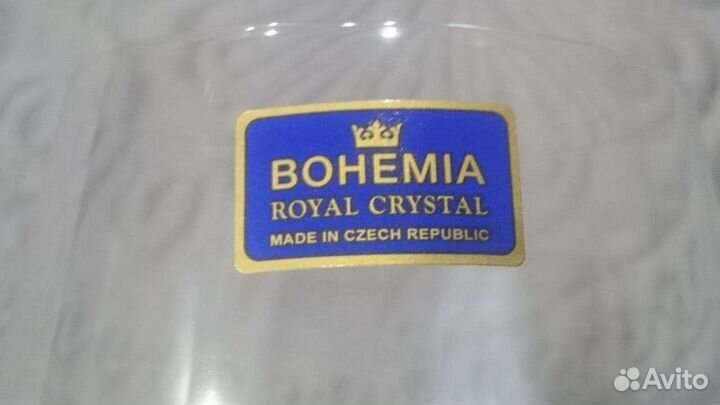 BOHEMIA
ROYAL CRYSTAL
MADE IN CZECH REPUBLIC
Avito